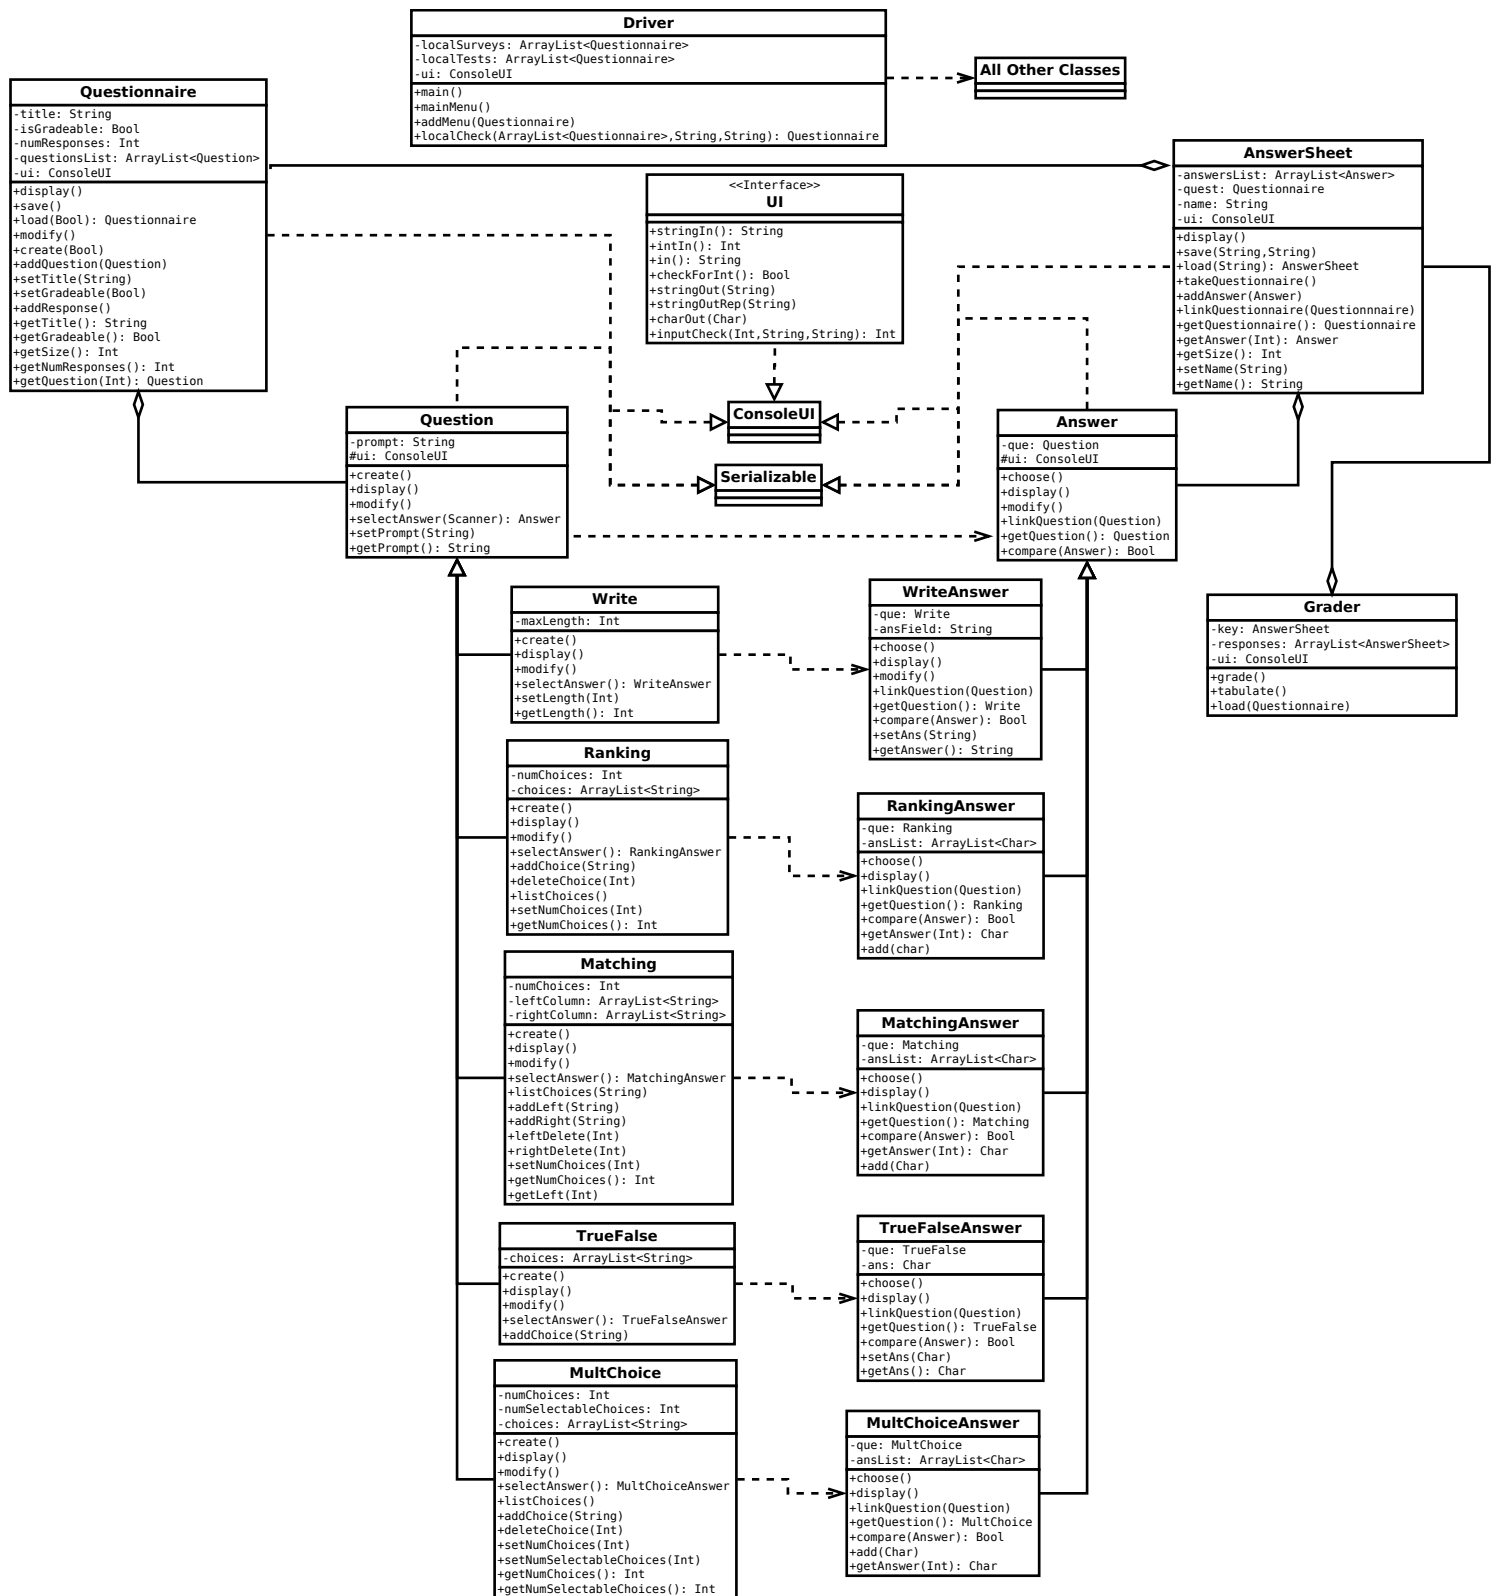 Driver
-localSurveys: ArrayList<Questionnaire>
-localTests: ArrayList<Questionnaire>
-ui: ConsoleUI
+main()
+mainMenu()
+addMenu(Questionnaire)
+localCheck(ArrayList<Questionnaire>,String,String): Questionnaire
All Other Classes
Questionnaire
-title: String
-isGradeable: Bool
-numResponses: Int
-questionsList: ArrayList<Question>
-ui: ConsoleUI
+display()
+save()
+load(Bool): Questionnaire
+modify()
+create(Bool)
+addQuestion(Question)
+setTitle(String)
+setGradeable(Bool)
+addResponse()
+getTitle(): String
+getGradeable(): Bool
+getSize(): Int
+getNumResponses(): Int
+getQuestion(Int): Question
<<Interface>>
UI
+stringIn(): String
+intIn(): Int
+in(): String
+checkForInt(): Bool
+stringOut(String)
+stringOutRep(String)
+charOut(Char)
+inputCheck(Int,String,String): Int
AnswerSheet
-answersList: ArrayList<Answer>
-quest: Questionnaire
-name: String
-ui: ConsoleUI
+display()
+save(String,String)
+load(String): AnswerSheet
+takeQuestionnaire()
+addAnswer(Answer)
+linkQuestionnaire(Questionnnaire)
+getQuestionnaire(): Questionnaire
+getAnswer(Int): Answer
+getSize(): Int
+setName(String)
+getName(): String
ConsoleUI
Serializable
Question
-prompt: String
#ui: ConsoleUI
+create()
+display()
+modify()
+selectAnswer(Scanner): Answer
+setPrompt(String)
+getPrompt(): String
Answer
-que: Question
#ui: ConsoleUI
+choose()
+display()
+modify()
+linkQuestion(Question)
+getQuestion(): Question
+compare(Answer): Bool
Write
-maxLength: Int
+create()
+display()
+modify()
+selectAnswer(): WriteAnswer
+setLength(Int)
+getLength(): Int
WriteAnswer
-que: Write
-ansField: String
+choose()
+display()
+modify()
+linkQuestion(Question)
+getQuestion(): Write
+compare(Answer): Bool
+setAns(String)
+getAnswer(): String
Grader
-key: AnswerSheet
-responses: ArrayList<AnswerSheet>
-ui: ConsoleUI
+grade()
+tabulate()
+load(Questionnaire)
Ranking
-numChoices: Int
-choices: ArrayList<String>
+create()
+display()
+modify()
+selectAnswer(): RankingAnswer
+addChoice(String)
+deleteChoice(Int)
+listChoices()
+setNumChoices(Int)
+getNumChoices(): Int
RankingAnswer
-que: Ranking
-ansList: ArrayList<Char>
+choose()
+display()
+linkQuestion(Question)
+getQuestion(): Ranking
+compare(Answer): Bool
+getAnswer(Int): Char
+add(char)
Matching
-numChoices: Int
-leftColumn: ArrayList<String>
-rightColumn: ArrayList<String>
+create()
+display()
+modify()
+selectAnswer(): MatchingAnswer
+listChoices(String)
+addLeft(String)
+addRight(String)
+leftDelete(Int)
+rightDelete(Int)
+setNumChoices(Int)
+getNumChoices(): Int
+getLeft(Int)
MatchingAnswer
-que: Matching
-ansList: ArrayList<Char>
+choose()
+display()
+linkQuestion(Question)
+getQuestion(): Matching
+compare(Answer): Bool
+getAnswer(Int): Char
+add(Char)
TrueFalse
-choices: ArrayList<String>
+create()
+display()
+modify()
+selectAnswer(): TrueFalseAnswer
+addChoice(String)
TrueFalseAnswer
-que: TrueFalse
-ans: Char
+choose()
+display()
+linkQuestion(Question)
+getQuestion(): TrueFalse
+compare(Answer): Bool
+setAns(Char)
+getAns(): Char
MultChoice
-numChoices: Int
-numSelectableChoices: Int
-choices: ArrayList<String>
+create()
+display()
+modify()
+selectAnswer(): MultChoiceAnswer
+listChoices()
+addChoice(String)
+deleteChoice(Int)
+setNumChoices(Int)
+setNumSelectableChoices(Int)
+getNumChoices(): Int
+getNumSelectableChoices(): Int
MultChoiceAnswer
-que: MultChoice
-ansList: ArrayList<Char>
+choose()
+display()
+linkQuestion(Question)
+getQuestion(): MultChoice
+compare(Answer): Bool
+add(Char)
+getAnswer(Int): Char